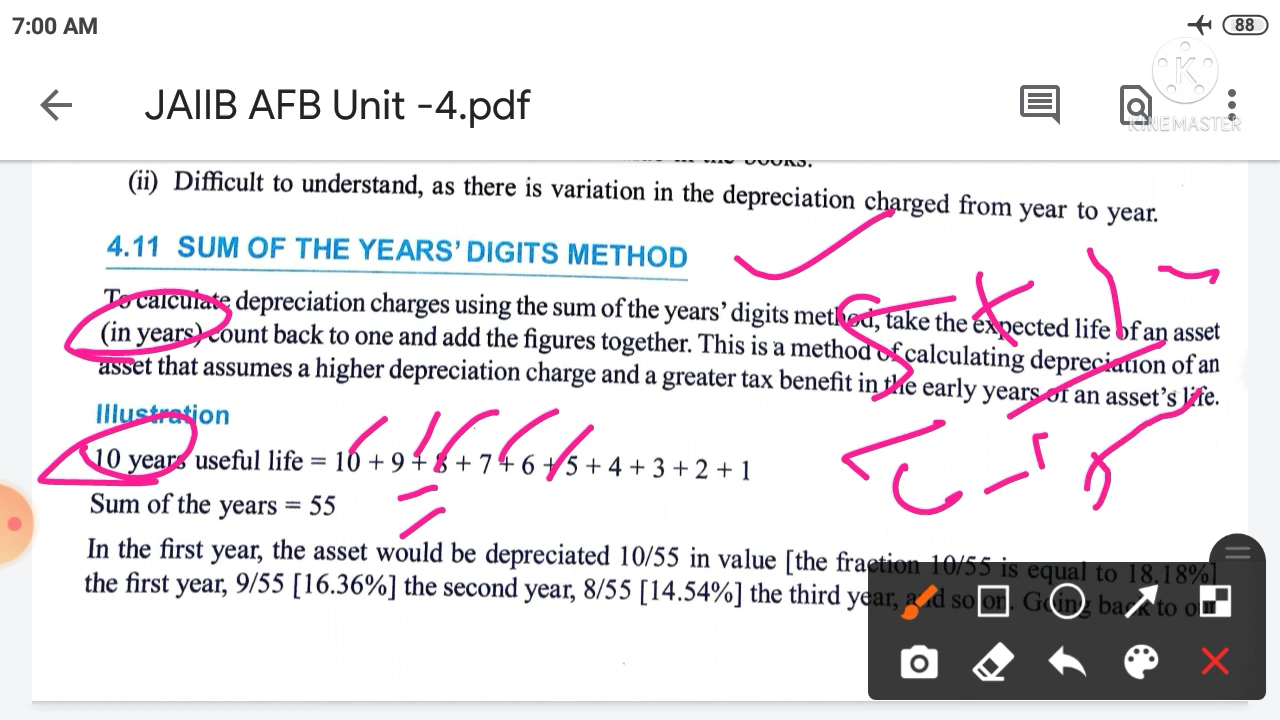 7:00 AM
88
JAIIB AFB Unit -4.pdf
KINEMASTER
(ii) Difficult to understand, as there is variation in the depreciation charged from year to year.
4.11 SUM OF THE YEARS' DIGITS METHOD
To calculate depreciation charges using the sum of the years' digits method, take the expected life of an asset
(in years) count back to one and add the figures together. This is a method of calculating depreciation of an
asset that assumes a higher depreciation charge and a greater tax benefit in the early years of an asset's life.
Illustration
10 years useful life = 10 + 9 + 8 + 7 + 6 + 5 + 4 + 3 + 2 + 1
Sum of the years = 55
In the first year, the asset would be depreciated 10/55 in value [the fraction 10/55 is equal to 18.18%]
the first year, 9/55 [16.36%] the second year, 8/55 [14.54%] the third year, and so on. Going back to our